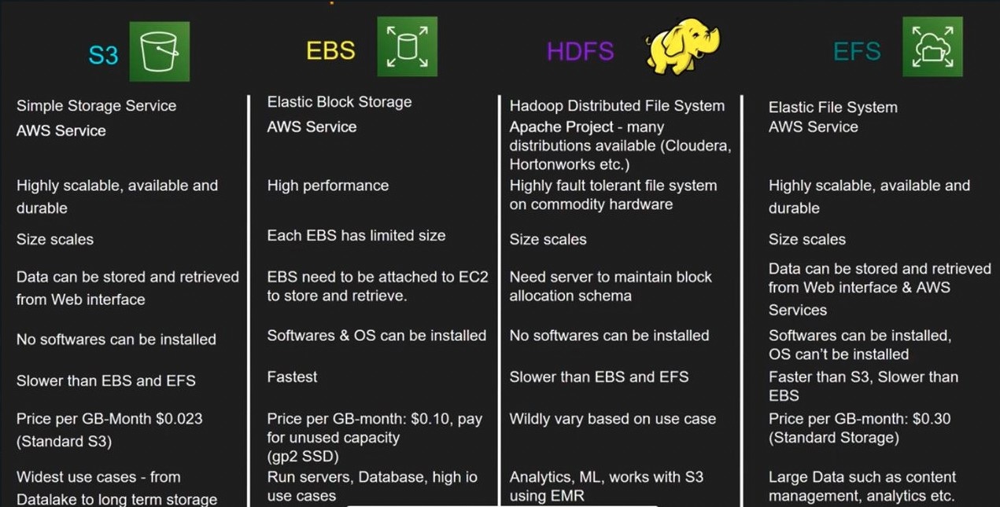 S3
Simple Storage Service
AWS Service
Highly scalable, available and
durable
Size scales
Data can be stored and retrieved
from Web interface
No softwares can be installed
Slower than EBS and EFS
Price per GB-Month $0.023
(Standard S3)
Widest use cases - from
Datalake to long term storage
EBS
Elastic Block Storage
AWS Service
High performance
Each EBS has limited size
EBS need to be attached to EC2
to store and retrieve.
Softwares & OS can be installed
Fastest
Price per GB-month: $0.10, pay
for unused capacity
(gp2 SSD)
Run servers, Database, high io
use cases
HDFS
Hadoop Distributed File System
Apache Project - many
distributions available (Cloudera,
Hortonworks etc.)
Highly fault tolerant file system
on commodity hardware
Size scales
Need server to maintain block
allocation schema
No softwares can be installed
Slower than EBS and EFS
Wildly vary based on use case
Analytics, ML, works with S3
using EMR
EFS
Elastic File System
AWS Service
Highly scalable, available and
durable
Size scales
Data can be stored and retrieved
from Web interface & AWS
Services
Softwares can be installed,
OS can't be installed
Faster than S3, Slower than
EBS
Price per GB-month: $0.30
(Standard Storage)
Large Data such as content
management, analytics etc.